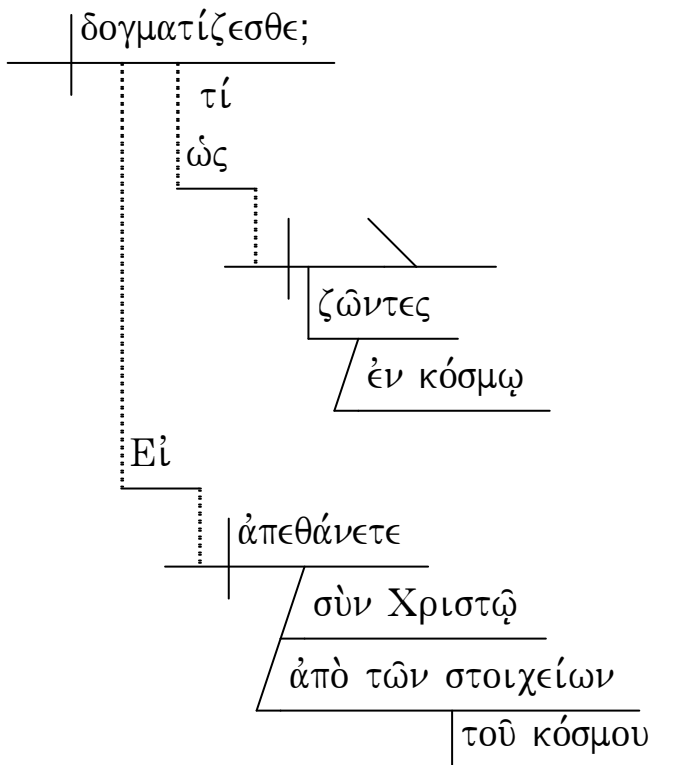 δογματίζεσθε;
τί
ὡς
ζῶντες
ἐν κόσμῳ
Εἰ
ἀπεθάνετε
σὺν Χριστῷ
ἀπὸ τῶν στοιχείων
τοῦ κόσμου